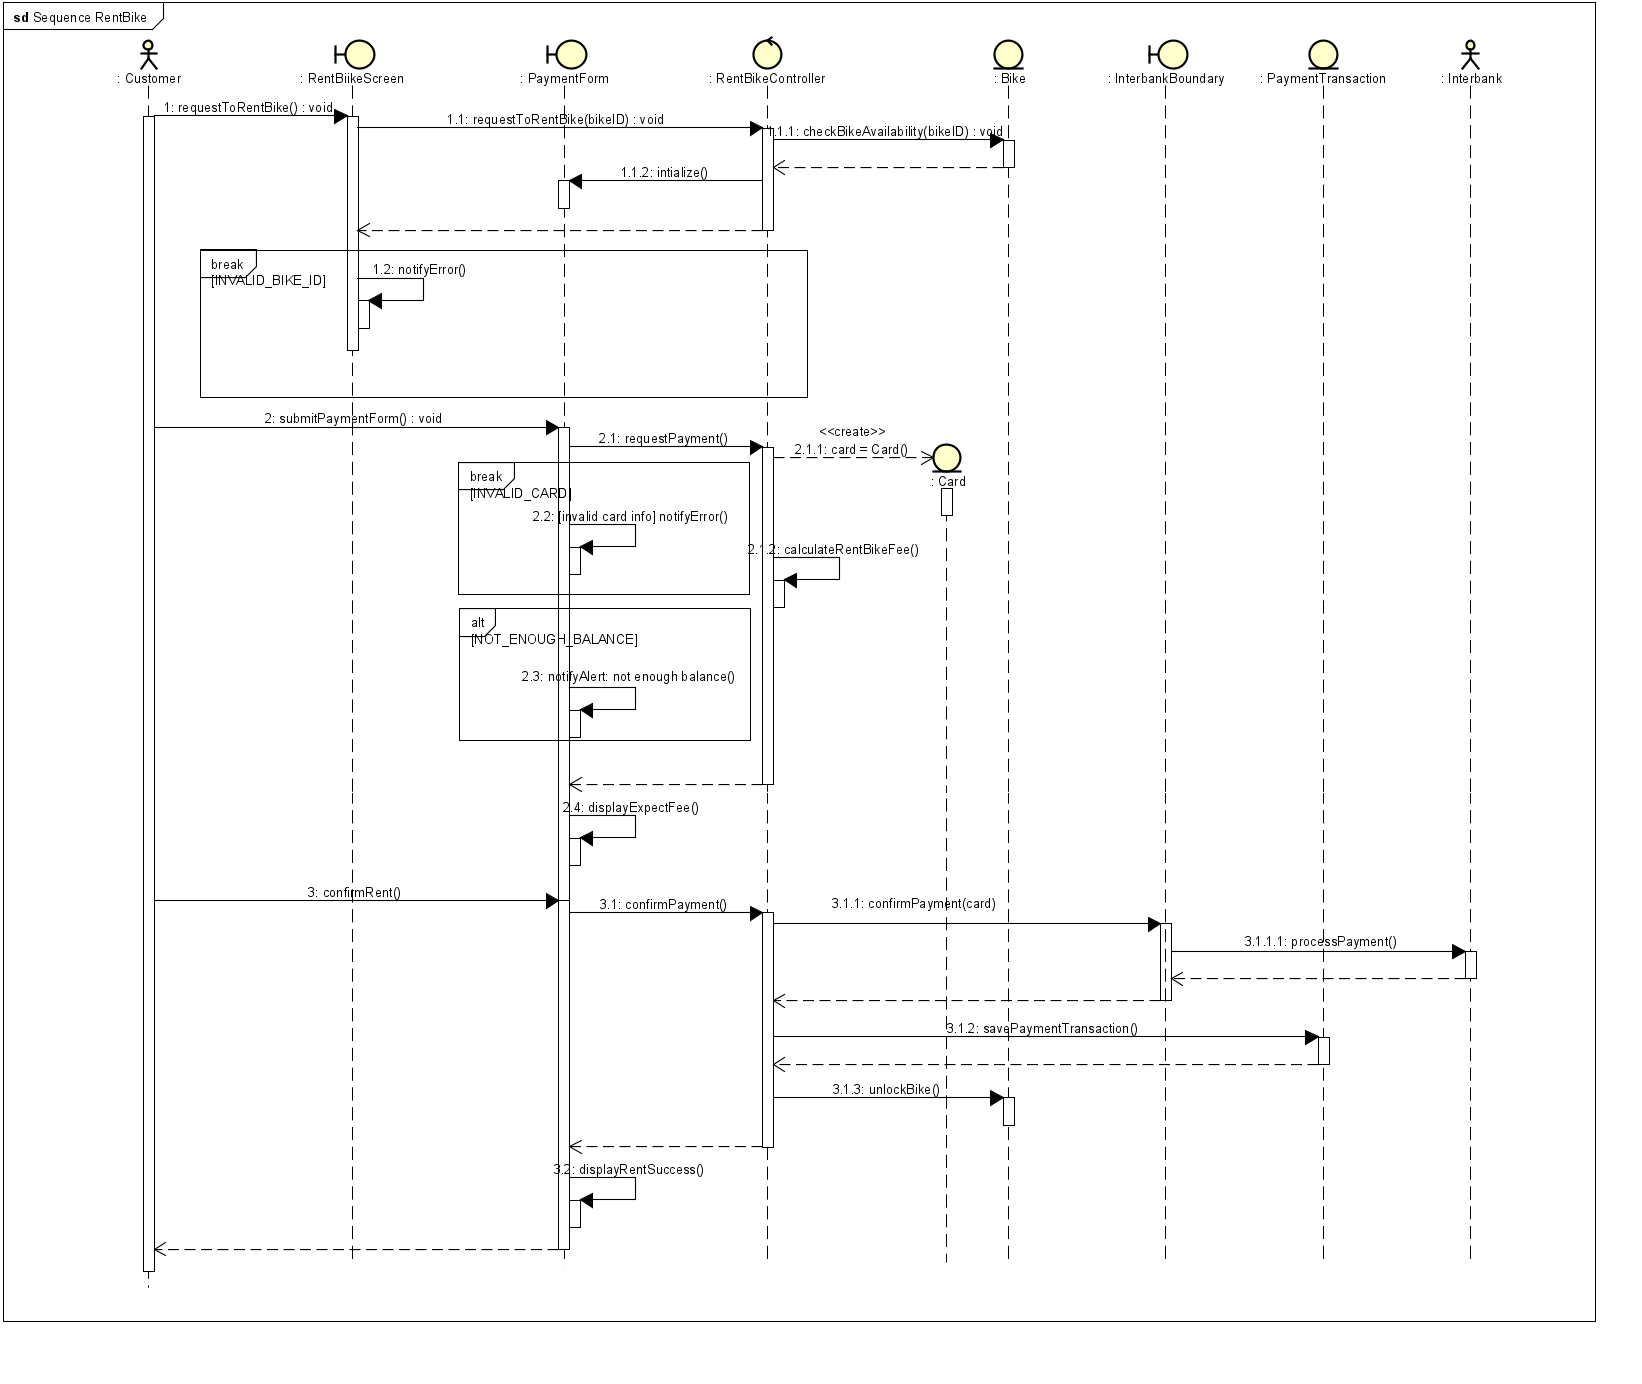 sd Sequence RentBike
: Customer
: RentBiikeScreen
: PaymentForm
: RentBikeController
: Bike
: InterbankBoundary
: PaymentTransaction
: Interbank
1: requestToRentBike() : void
1.1: requestToRentBike(bikeID) : void
1.1.1: checkBikeAvailability(bikeID) : void
1.1.2: intialize()
break
[INVALID_BIKE_ID]
1.2: notifyError()
2: submitPaymentForm() : void
2.1: requestPayment()
<<create>>
2.1.1: card = Card()
: Card
break
[INVALID_CARD]
2.2: [invalid card info] notifyError()
2.1.2: calculateRentBikeFee()
alt
[NOT_ENOUGH_BALANCE]
2.3: notifyAlert: not enough balance()
2.4: displayExpectFee()
3: confirmRent()
3.1: confirmPayment()
3.1.1: confirmPayment(card)
3.1.1.1: processPayment()
3.1.2: savePaymentTransaction()
3.1.3: unlockBike()
3.2: displayRentSuccess()